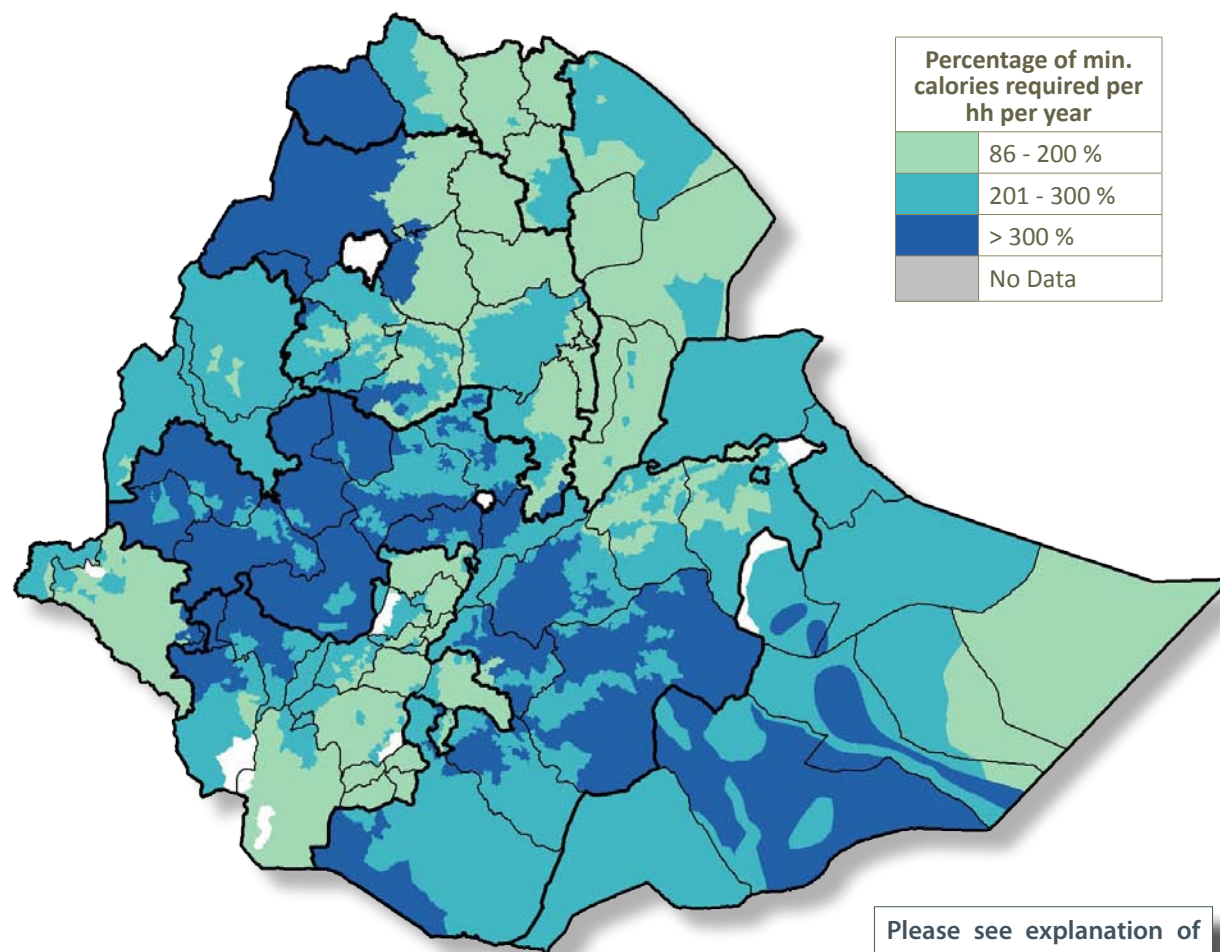 Percentage of min.
calories required per
hh per year
86 - 200 %
201 - 300 %
> 300 %
No Data
Please see explanation of